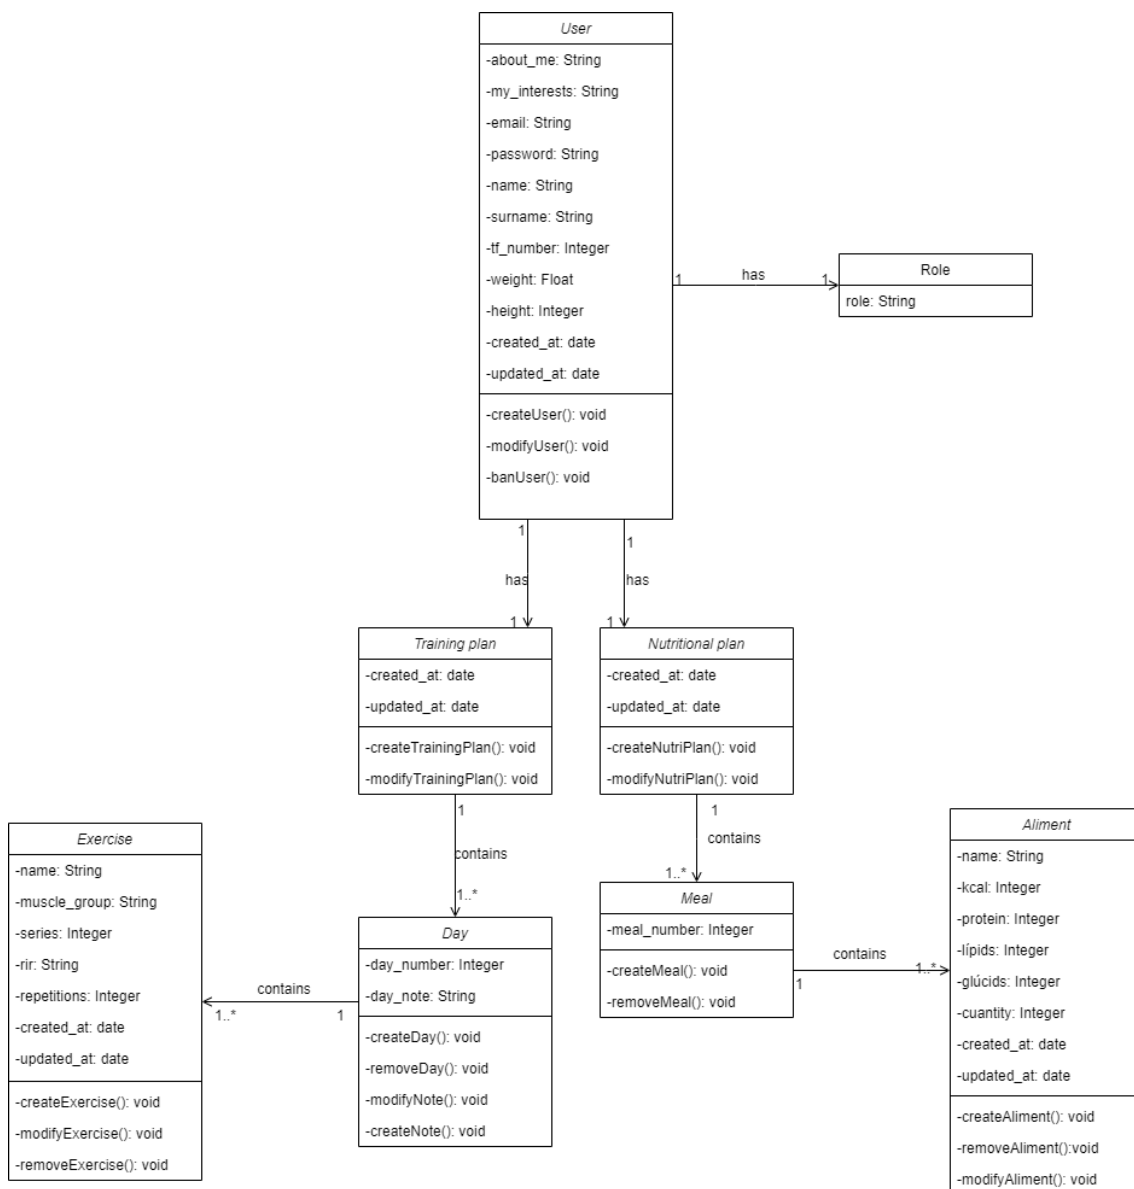 User
-about_me: String
-my_interests: String
-email: String
-password: String
-name: String
-surname: String
-tf_number: Integer
-weight: Float
-height: Integer
-created_at: date
-updated_at: date
-createUser(): void
-modifyUser(): void
-banUser(): void
1
has
1
Role
role: String
1
has
1
1
has
1
Training plan
-created_at: date
-updated_at: date
-createTrainingPlan(): void
-modifyTrainingPlan(): void
Nutritional plan
-created_at: date
-updated_at: date
-createNutriPlan(): void
-modifyNutriPlan(): void
1
contains
1..*
1
contains
1..*
Exercise
-name: String
-muscle_group: String
-series: Integer
-rir: String
-repetitions: Integer
-created_at: date
-updated_at: date
-createExercise(): void
-modifyExercise(): void
-removeExercise(): void
contains
1..*
1
Day
-day_number: Integer
-day_note: String
-createDay(): void
-removeDay(): void
-modifyNote(): void
-createNote(): void
Meal
-meal_number: Integer
-createMeal(): void
-removeMeal(): void
contains
1
1..*
Aliment
-name: String
-kcal: Integer
-protein: Integer
-lípids: Integer
-glúcids: Integer
-cuantity: Integer
-created_at: date
-updated_at: date
-createAliment(): void
-removeAliment():void
-modifyAliment(): void